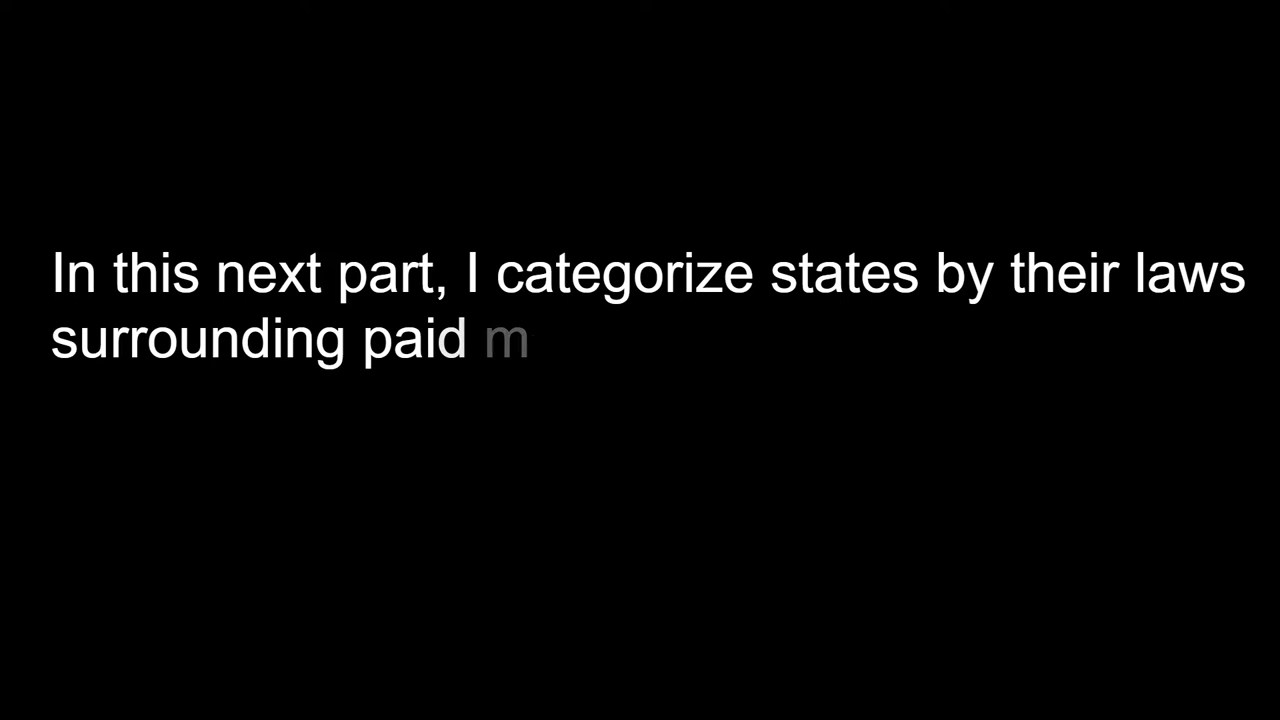 In this next part, I categorize states by their laws
surrounding paid m